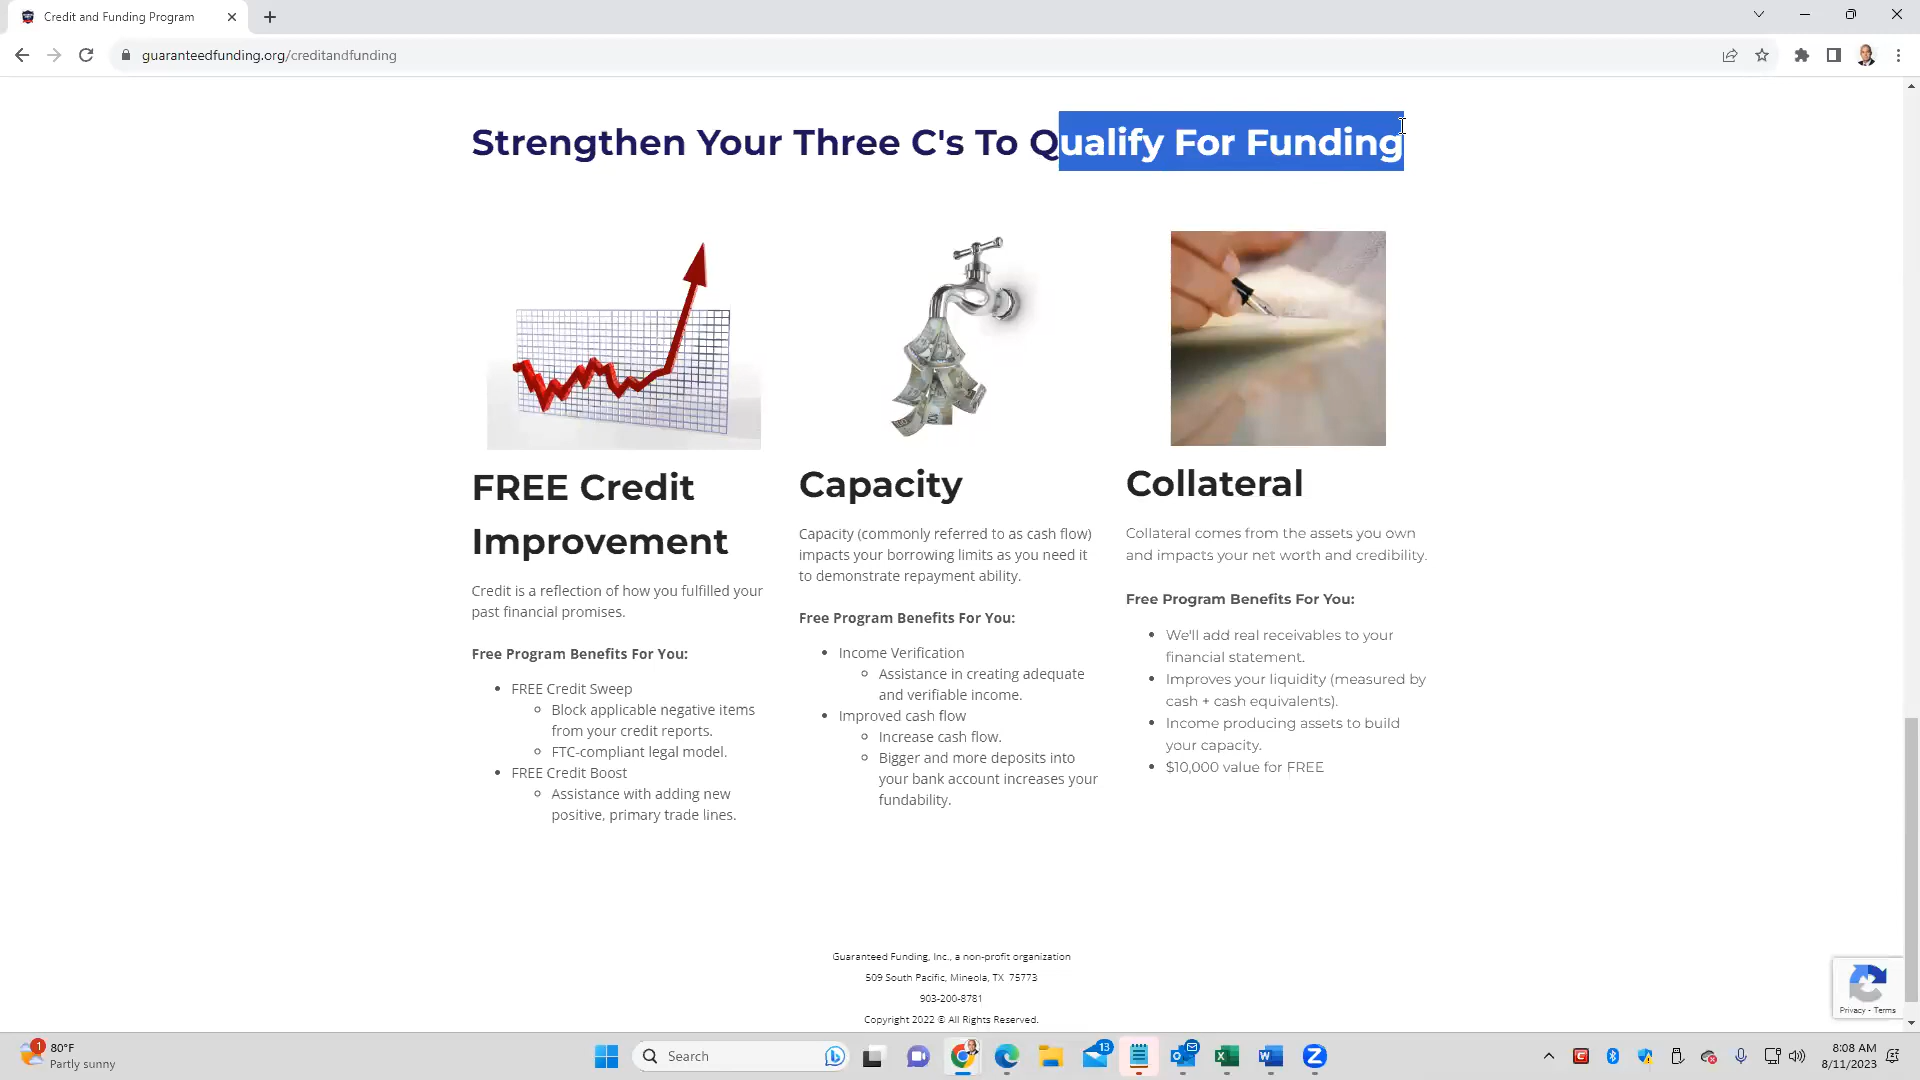 Credit and Funding Program
guaranteedfunding.org/creditandfunding
Strengthen Your Three C's To Qualify For Funding
FREE Credit
Improvement
Credit is a reflection of how you fulfilled your
past financial promises.
Free Program Benefits For You:
• FREE Credit Sweep
◦ Block applicable negative items
from your credit reports.
◦ FTC-compliant legal model.
• FREE Credit Boost
◦ Assistance with adding new
positive, primary trade lines.
Capacity
Capacity (commonly referred to as cash flow)
impacts your borrowing limits as you need it
to demonstrate repayment ability.
Free Program Benefits For You:
• Income Verification
◦ Assistance in creating adequate
and verifiable income.
• Improved cash flow
◦ Increase cash flow.
◦ Bigger and more deposits into
your bank account increases your
fundability.
Collateral
Collateral comes from the assets you own
and impacts your net worth and credibility.
Free Program Benefits For You:
• We'll add real receivables to your
financial statement.
• Improves your liquidity (measured by
cash + cash equivalents).
• Income producing assets to build
your capacity.
• $10,000 value for FREE
Guaranteed Funding, Inc., a non-profit organization
509 South Pacific, Mineola, TX 75773
903-200-8781
Copyright 2022 © All Rights Reserved.
Privacy - Terms
1
80°F
Partly sunny
Search
13
8:08 AM
8/11/2023